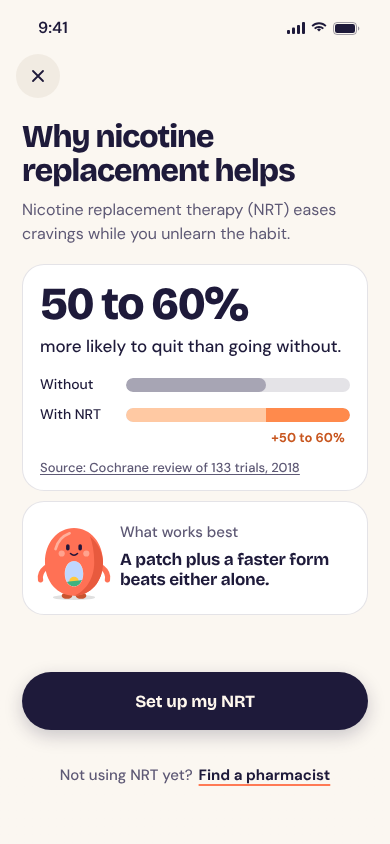 9:41
Why nicotine
replacement helps
Nicotine replacement therapy (NRT) eases
cravings while you unlearn the habit.
50 to 60%
more likely to quit than going without.
Without
With NRT
+50 to 60%
Source: Cochrane review of 133 trials, 2018
What works best
A patch plus a faster form
beats either alone.
Set up my NRT
Not using NRT yet? Find a pharmacist